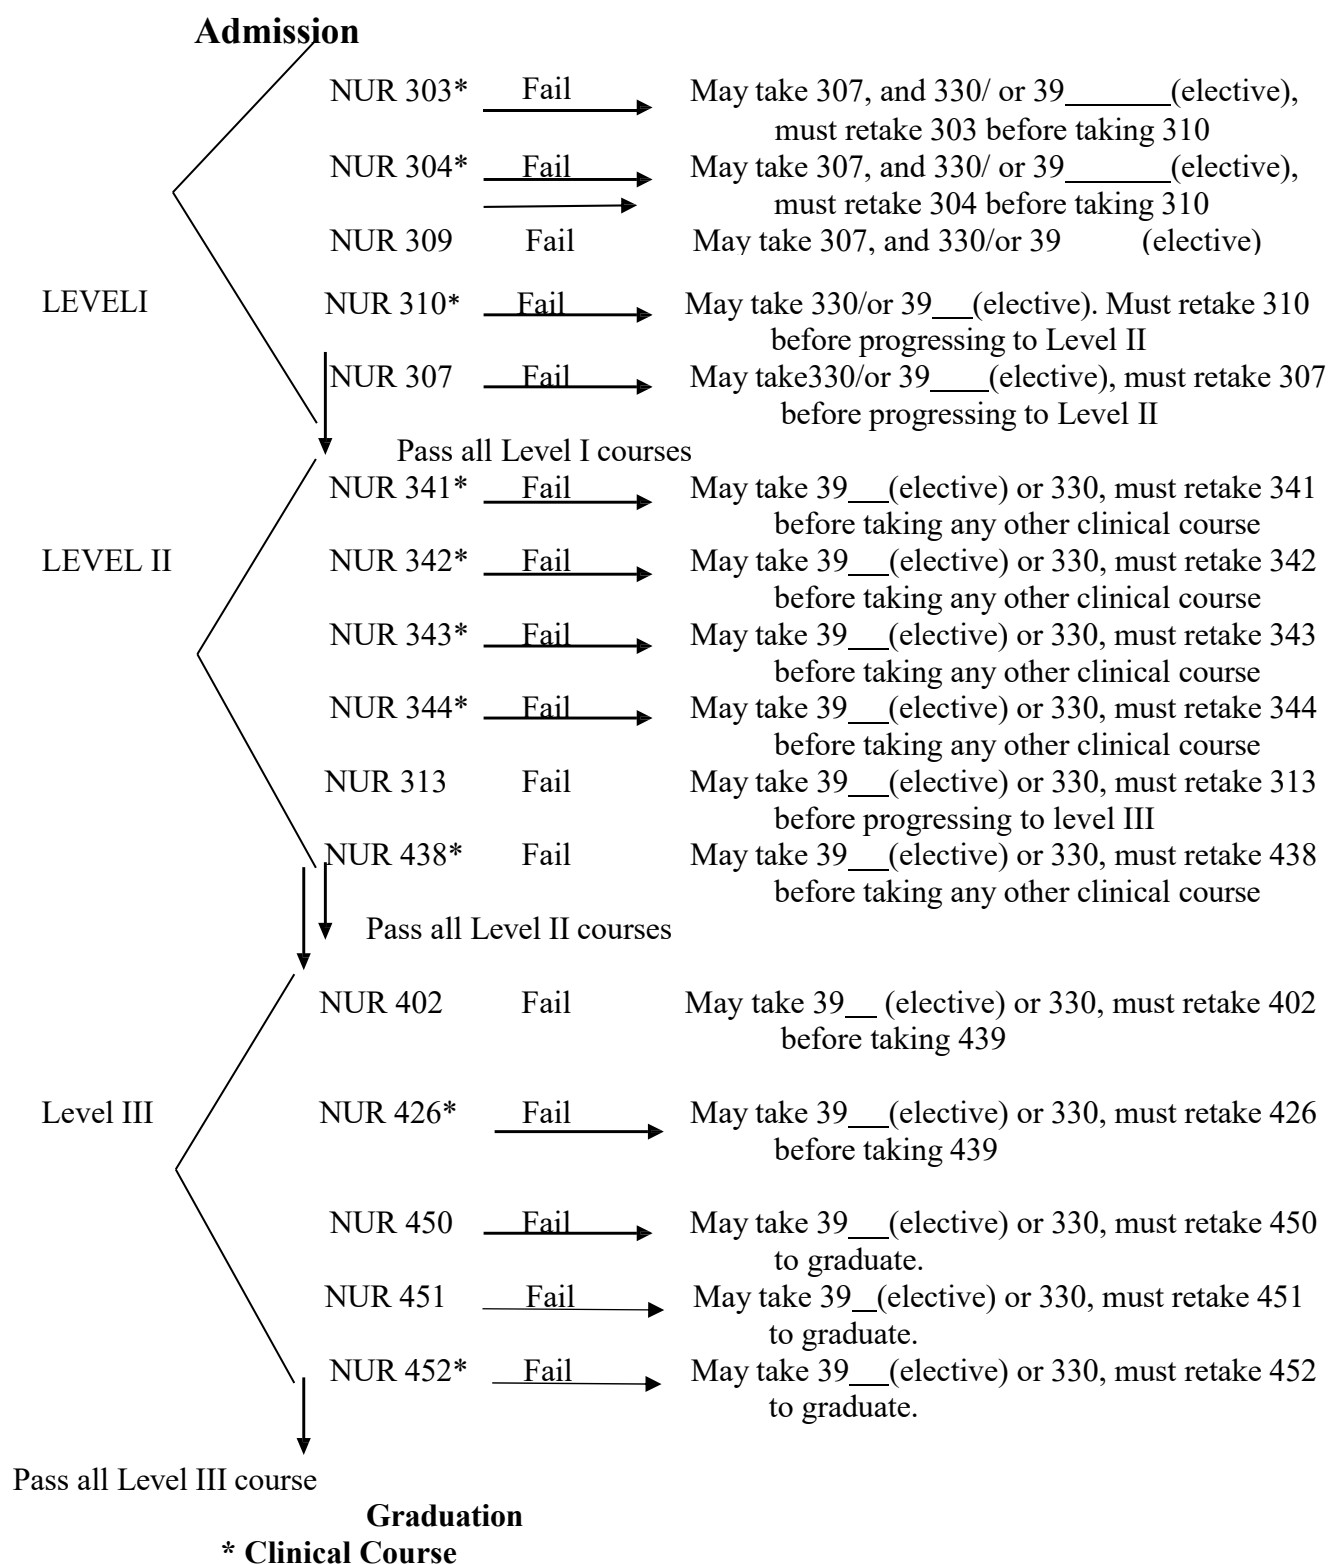 Admission
NUR 303* Fail May take 307, and 330/ or 39_______(elective),
must retake 303 before taking 310
NUR 304* Fail May take 307, and 330/ or 39_______(elective),
must retake 304 before taking 310
NUR 309 Fail May take 307, and 330/or 39 (elective)
LEVELI NUR 310* Fail May take 330/or 39__(elective). Must retake 310
before progressing to Level II
NUR 307 Fail May take330/or 39____(elective), must retake 307
before progressing to Level II
Pass all Level I courses
NUR 341* Fail May take 39__(elective) or 330, must retake 341
before taking any other clinical course
LEVEL II NUR 342* Fail May take 39__(elective) or 330, must retake 342
before taking any other clinical course
NUR 343* Fail May take 39__(elective) or 330, must retake 343
before taking any other clinical course
NUR 344* Fail May take 39__(elective) or 330, must retake 344
before taking any other clinical course
NUR 313 Fail May take 39__(elective) or 330, must retake 313
before progressing to level III
NUR 438* Fail May take 39__(elective) or 330, must retake 438
before taking any other clinical course
Pass all Level II courses
NUR 402 Fail May take 39__ (elective) or 330, must retake 402
before taking 439
Level III NUR 426* Fail May take 39__(elective) or 330, must retake 426
before taking 439
NUR 450 Fail May take 39__(elective) or 330, must retake 450
to graduate.
NUR 451 Fail May take 39_(elective) or 330, must retake 451
to graduate.
NUR 452* Fail May take 39__(elective) or 330, must retake 452
to graduate.
Pass all Level III course
Graduation
* Clinical Course